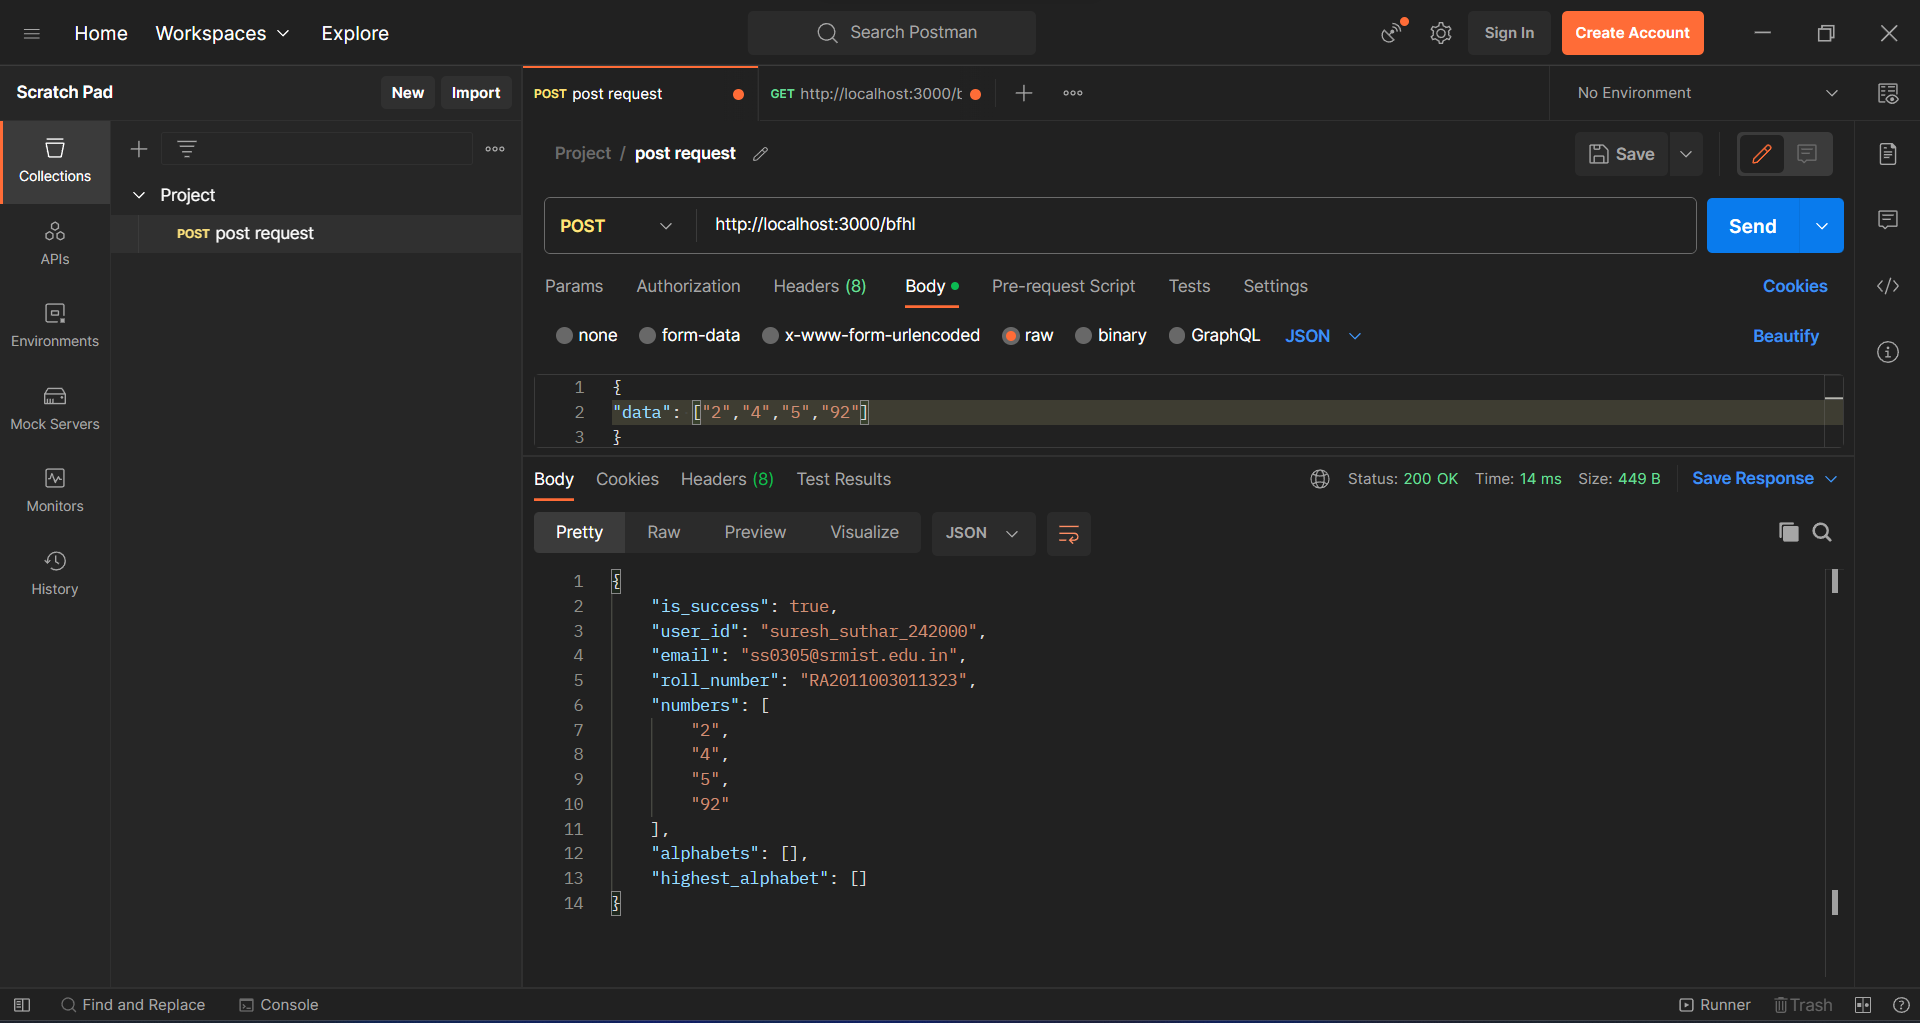 Home Workspaces Explore Search Postman Sign In Create Account
Scratch Pad New Import
POST post request GET http://localhost:3000/b No Environment
Project / post request Save
Collections
Project
POST post request
APIs
Environments
Mock Servers
Monitors
History
POST http://localhost:3000/bfhl Send
Params Authorization Headers (8) Body Pre-request Script Tests Settings Cookies
none form-data x-www-form-urlencoded raw binary GraphQL JSON Beautify
1 {
2 "data": ["2","4","5","92"]
3 }
Body Cookies Headers (8) Test Results Status: 200 OK Time: 14 ms Size: 449 B Save Response
Pretty Raw Preview Visualize JSON
1 {
2 "is_success": true,
3 "user_id": "suresh_suthar_242000",
4 "email": "ss0305@srmist.edu.in",
5 "roll_number": "RA2011003011323",
6 "numbers": [
7 "2",
8 "4",
9 "5",
10 "92"
11 ],
12 "alphabets": [],
13 "highest_alphabet": []
14 }
Find and Replace Console Runner Trash